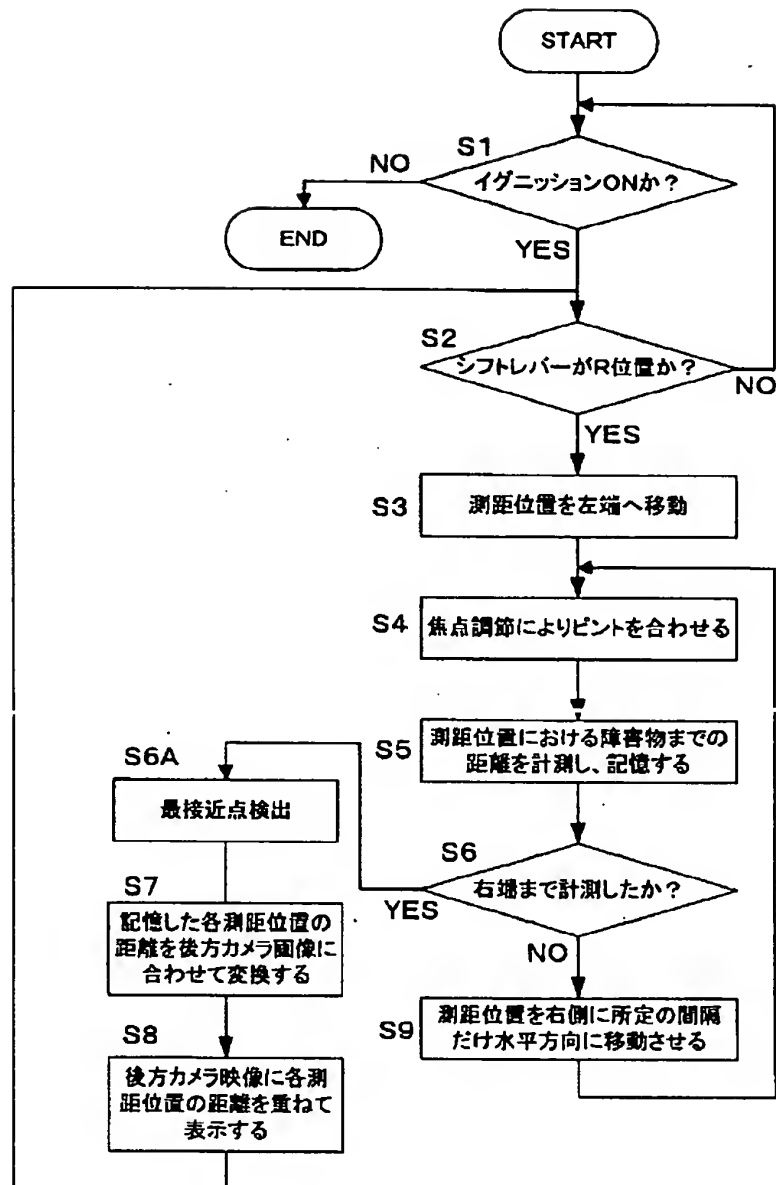 START
S1
イグニッションONか？
NO
END
YES
S2
シフトレバーがR位置か？
NO
YES
S3
測距位置を左端へ移動
S4
焦点調節によりピントを合わせる
S5
測距位置における障害物までの
距離を計測し、記憶する
S6
右端まで計測したか？
YES
NO
S9
測距位置を右側に所定の間隔
だけ水平方向に移動させる
S6A
最接近点検出
S7
記憶した各測距位置の
距離を後方カメラ画像に
合わせて変換する
S8
後方カメラ映像に各測
距位置の距離を重ねて
表示する